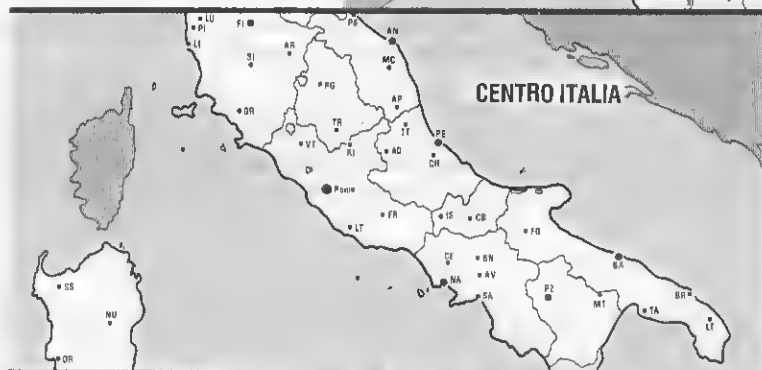 LU
FI
PI
PS
AN
LI
AR
SI
MC
PG
CENTRO ITALIA
GR
AP
TR
TE
VT
RI
AQ
PE
CH
Roma
FR
IS
CB
LT
FG
CE
BN
BA
SS
AV
NA
SA
PZ
MT
BR
NU
TA
LT
OR